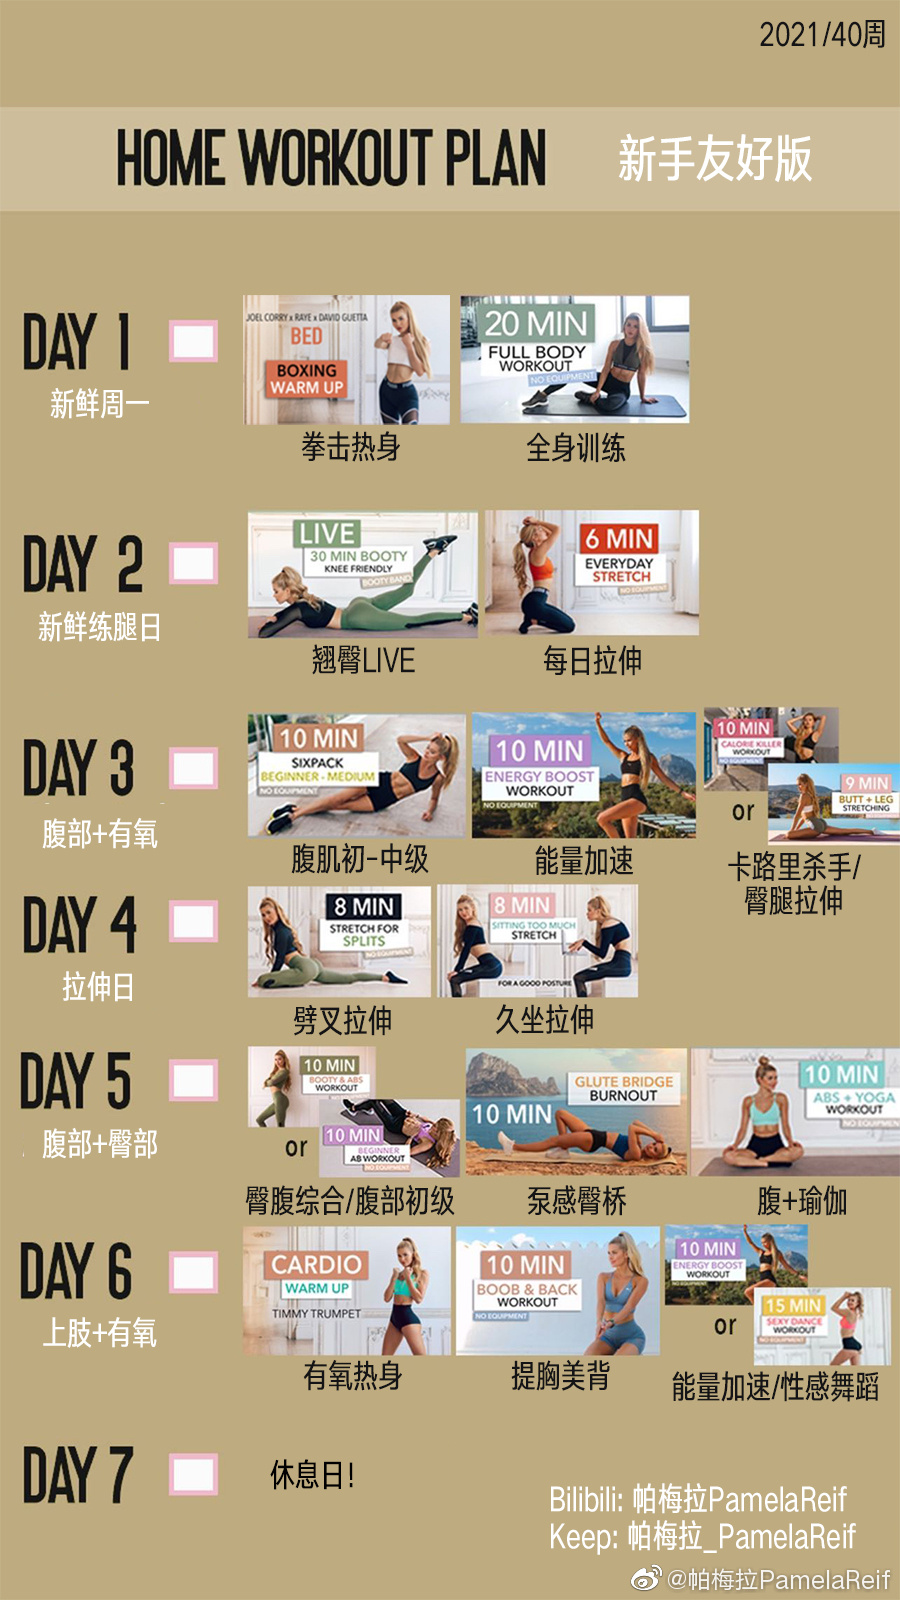 2021/40周
HOME WORKOUT PLAN 新手友好版
DAY 1
新鲜周一
JOEL CORRY x RAYE x DAVID GUETTA
BED
BOXING
WARM UP
拳击热身
20 MIN
FULL BODY
WORKOUT
NO EQUIPMENT
全身训练
DAY 2
新鲜练腿日
LIVE
30 MIN BOOTY
KNEE FRIENDLY
BOOTY BAND
翘臀LIVE
6 MIN
EVERYDAY
STRETCH
NO EQUIPMENT
每日拉伸
DAY 3
腹部+有氧
10 MIN
SIXPACK
BEGINNER - MEDIUM
NO EQUIPMENT
腹肌初-中级
10 MIN
ENERGY BOOST
WORKOUT
NO EQUIPMENT
能量加速
10 MIN
CALORIE KILLER
WORKOUT
NO EQUIPMENT
or
9 MIN
BUTT + LEG
STRETCHING
卡路里杀手/
臀腿拉伸
DAY 4
拉伸日
8 MIN
STRETCH FOR
SPLITS
NO EQUIPMENT
劈叉拉伸
8 MIN
SITTING TOO MUCH
STRETCH
FOR A GOOD POSTURE
久坐拉伸
DAY 5
腹部+臀部
10 MIN
BOOTY & ABS
WORKOUT
or
10 MIN
BEGINNER
AB WORKOUT
NO EQUIPMENT
臀腹综合/腹部初级
10 MIN
GLUTE BRIDGE
BURNOUT
泵感臀桥
10 MIN
ABS + YOGA
WORKOUT
NO EQUIPMEN
腹+瑜伽
DAY 6
上肢+有氧
CARDIO
WARM UP
TIMMY TRUMPET
有氧热身
10 MIN
BOOB & BACK
WORKOUT
NO EQUIPMENT
提胸美背
10 MIN
ENERGY BOOST
WORKOUT
NO EQUIPMENT
or
15 MIN
SEXY DANCE
WORKOUT
NO EQUIPMENT
能量加速/性感舞蹈
DAY 7
休息日!
Bilibili: 帕梅拉PamelaReif
Keep: 帕梅拉_PamelaReif
@帕梅拉PamelaReif